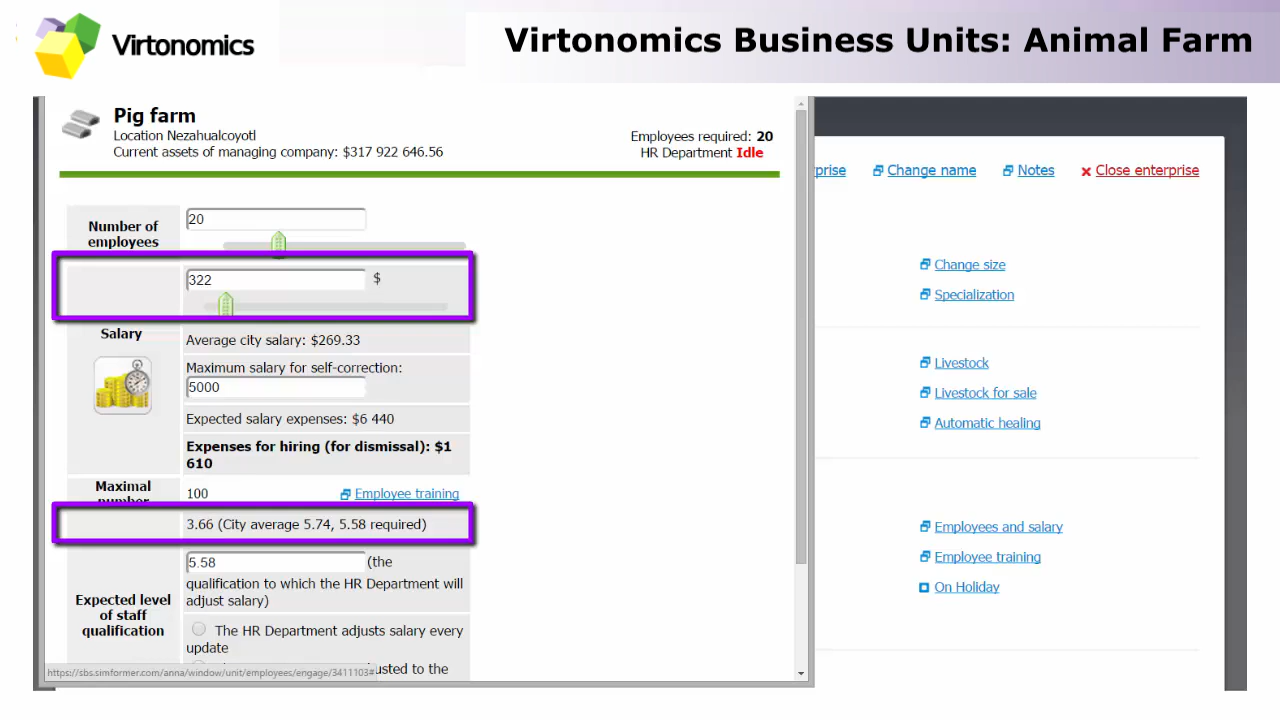 Virtonomics
Virtonomics Business Units: Animal Farm
Pig farm
Location Nezahualcoyotl
Current assets of managing company: $317 922 646.56
Employees required: 20
HR Department Idle
prise
Change name
Notes
Close enterprise
Number of
employees
20
322 $
Salary
Average city salary: $269.33
Maximum salary for self-correction:
5000
Expected salary expenses: $6 440
Expenses for hiring (for dismissal): $1
610
Maximal
number
100
Employee training
3.66 (City average 5.74, 5.58 required)
5.58 (the
qualification to which the HR Department will
adjust salary)
Expected level
of staff
qualification
The HR Department adjusts salary every
update
usted to the
https://sbs.simformer.com/anna/window/unit/employees/engage/3411103#
Change size
Specialization
Livestock
Livestock for sale
Automatic healing
Employees and salary
Employee training
On Holiday